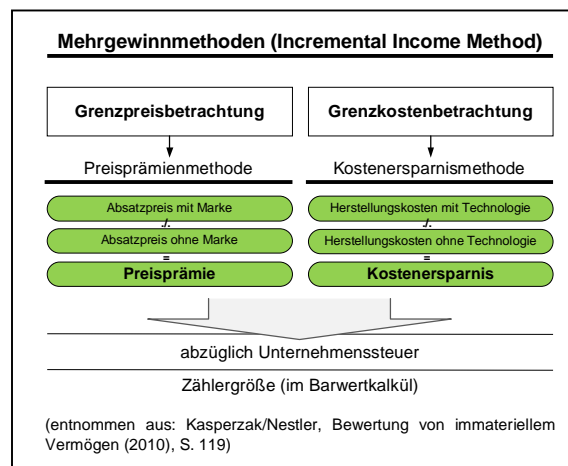 Mehrgewinnmethoden (Incremental Income Method)
Grenzpreisbetrachtung
Preisprämienmethode
Absatzpreis mit Marke
./.
Absatzpreis ohne Marke
=
Preisprämie
Grenzkostenbetrachtung
Kostenersparnismethode
Herstellungskosten mit Technologie
./.
Herstellungskosten ohne Technologie
=
Kostenersparnis
abzüglich Unternehmenssteuer
Zählergröße (im Barwertkalkül)
(entnommen aus: Kasperzak/Nestler, Bewertung von immateriellem
Vermögen (2010), S. 119)